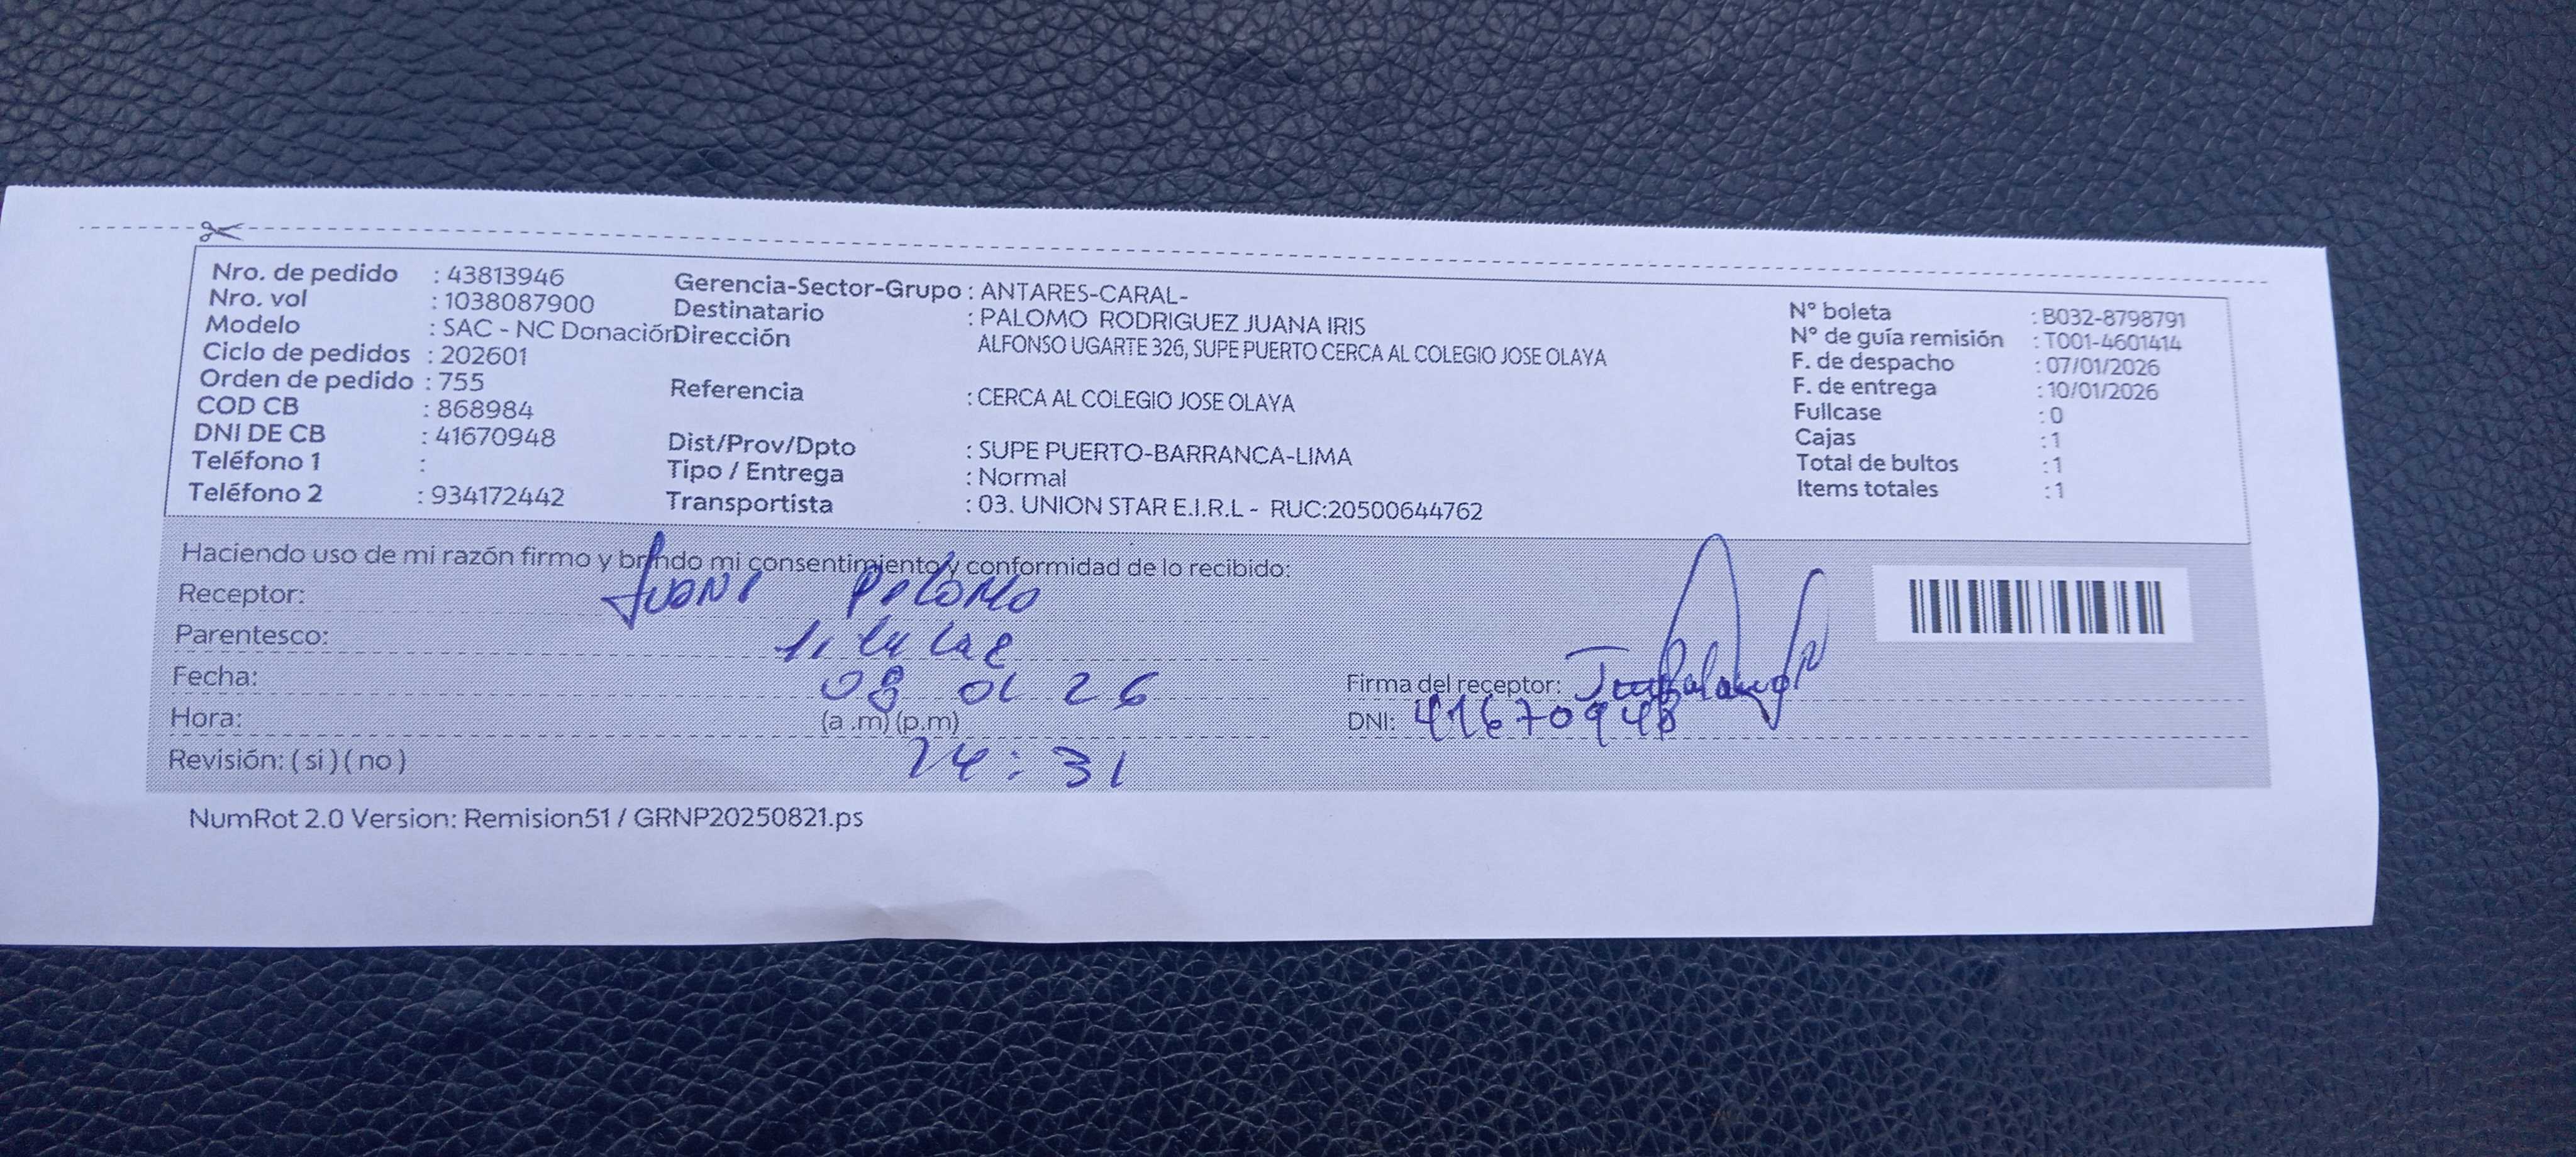 Nro. de pedido : 43813946
Nro. vol : 1038087900
Modelo : SAC - NC Donación
Ciclo de pedidos : 202601
Orden de pedido : 755
COD CB : 868984
DNI DE CB : 41670948
Teléfono 1 :
Teléfono 2 : 934172442
Gerencia-Sector-Grupo : ANTARES-CARAL-
Destinatario : PALOMO RODRIGUEZ JUANA IRIS
Dirección ALFONSO UGARTE 326, SUPE PUERTO CERCA AL COLEGIO JOSE OLAYA
Referencia : CERCA AL COLEGIO JOSE OLAYA
Dist/Prov/Dpto : SUPE PUERTO-BARRANCA-LIMA
Tipo / Entrega : Normal
Transportista : 03. UNION STAR E.I.R.L - RUC:20500644762
N° boleta : B032-8798791
N° de guía remisión : T001-4601414
F. de despacho : 07/01/2026
F. de entrega : 10/01/2026
Fullcase : 0
Cajas : 1
Total de bultos : 1
Items totales : 1
Haciendo uso de mi razón firmo y brindo mi consentimiento y conformidad de lo recibido:
Receptor: Juana Palomo
Parentesco: titular
Fecha: 08 01 26
Hora: (a .m) (p.m)
14:31
Revisión: ( si ) ( no )
Firma del receptor:
DNI: 41670948
NumRot 2.0 Version: Remision51 / GRNP20250821.ps